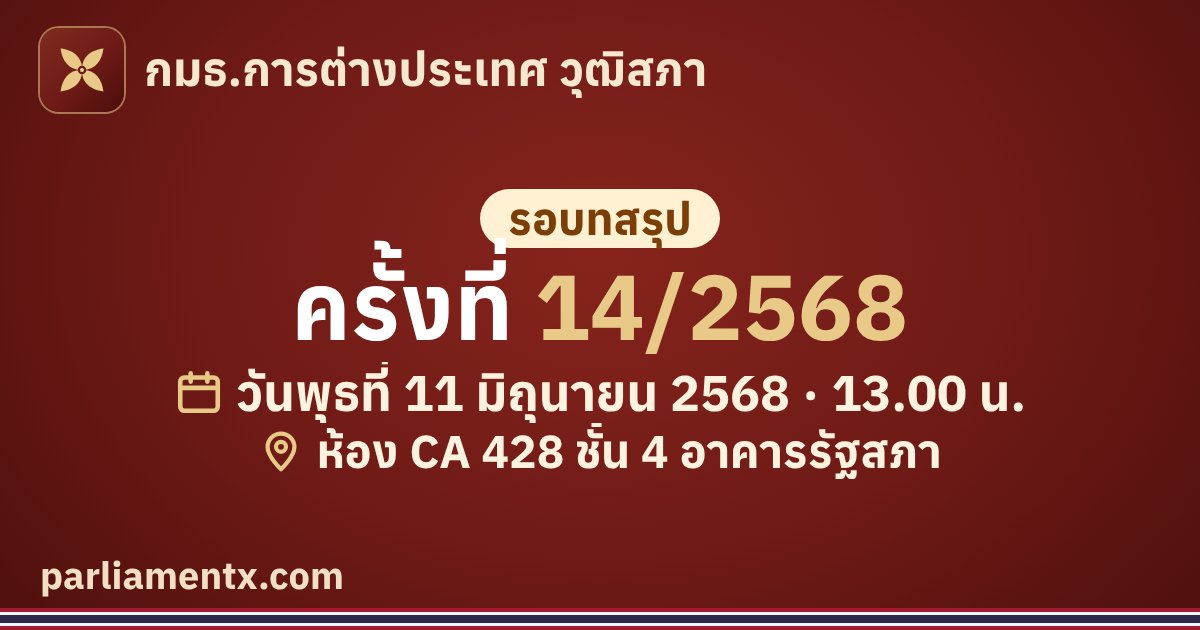 กมธ.การต่างประเทศ วุฒิสภา
รอบทสรุป
ครั้งที่ 14/2568
วันพุธที่ 11 มิถุนายน 2568 · 13.00 น.
ห้อง CA 428 ชั้น 4 อาคารรัฐสภา
parliamentx.com